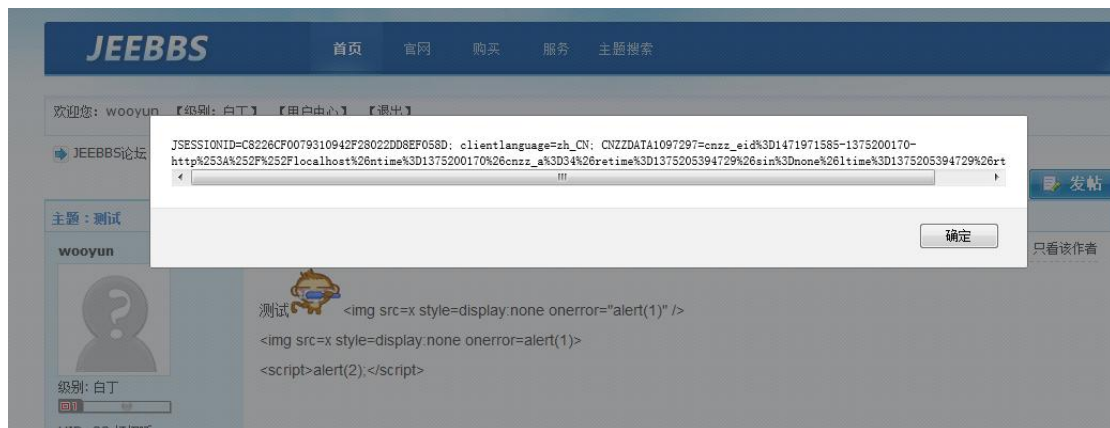 JEEBBS 首页 官网 购买 服务 主题搜索
欢迎您: wooyun 【级别: 白丁】 【用户中心】 【退出】
JEEBBS论坛
JSESSIONID=C8226CF0079310942F28022DD8EF058D; clientlanguage=zh_CN; CNZZDATA1097297=cnzz_eid%3D1471971585-1375200170-
http%253A%252F%252Flocalhost%26ntime%3D1375200170%26cnzz_a%3D34%26retime%3D1375205394729%26sin%3Dnone%26ltime%3D1375205394729%26rt
发帖
确定
主题：测试
wooyun
只看该作者
测试 <img src=x style=display:none onerror="alert(1)" />
<img src=x style=display:none onerror=alert(1)>
<script>alert(2);</script>
级别: 白丁